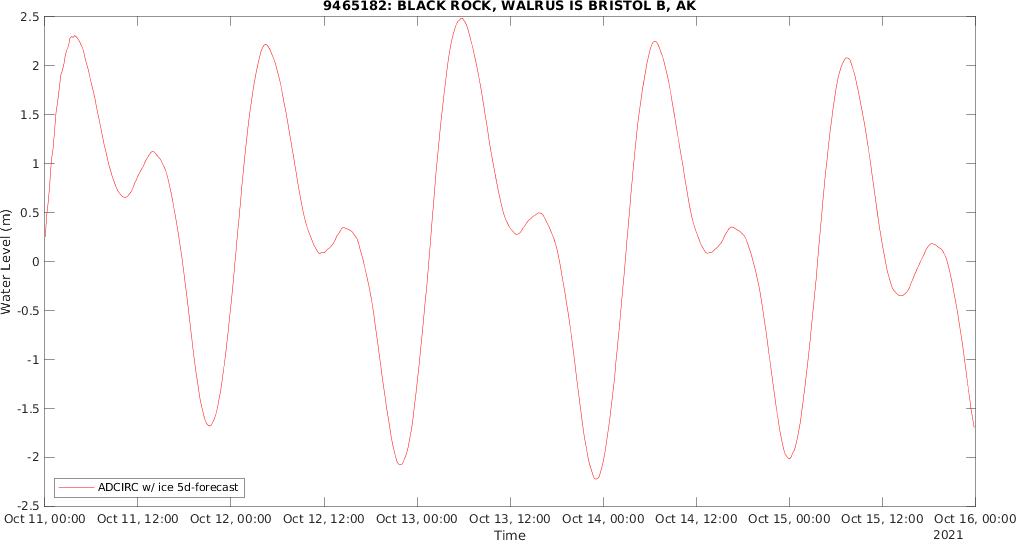 9465182: BLACK ROCK, WALRUS IS BRISTOL B, AK
2.5
2
1.5
1
0.5
0
-0.5
-1
-1.5
-2
-2.5
Water Level (m)
ADCIRC w/ ice 5d-forecast
Oct 11, 00:00 Oct 11, 12:00 Oct 12, 00:00 Oct 12, 12:00 Oct 13, 00:00 Oct 13, 12:00 Oct 14, 00:00 Oct 14, 12:00 Oct 15, 00:00 Oct 15, 12:00 Oct 16, 00:00
Time
2021